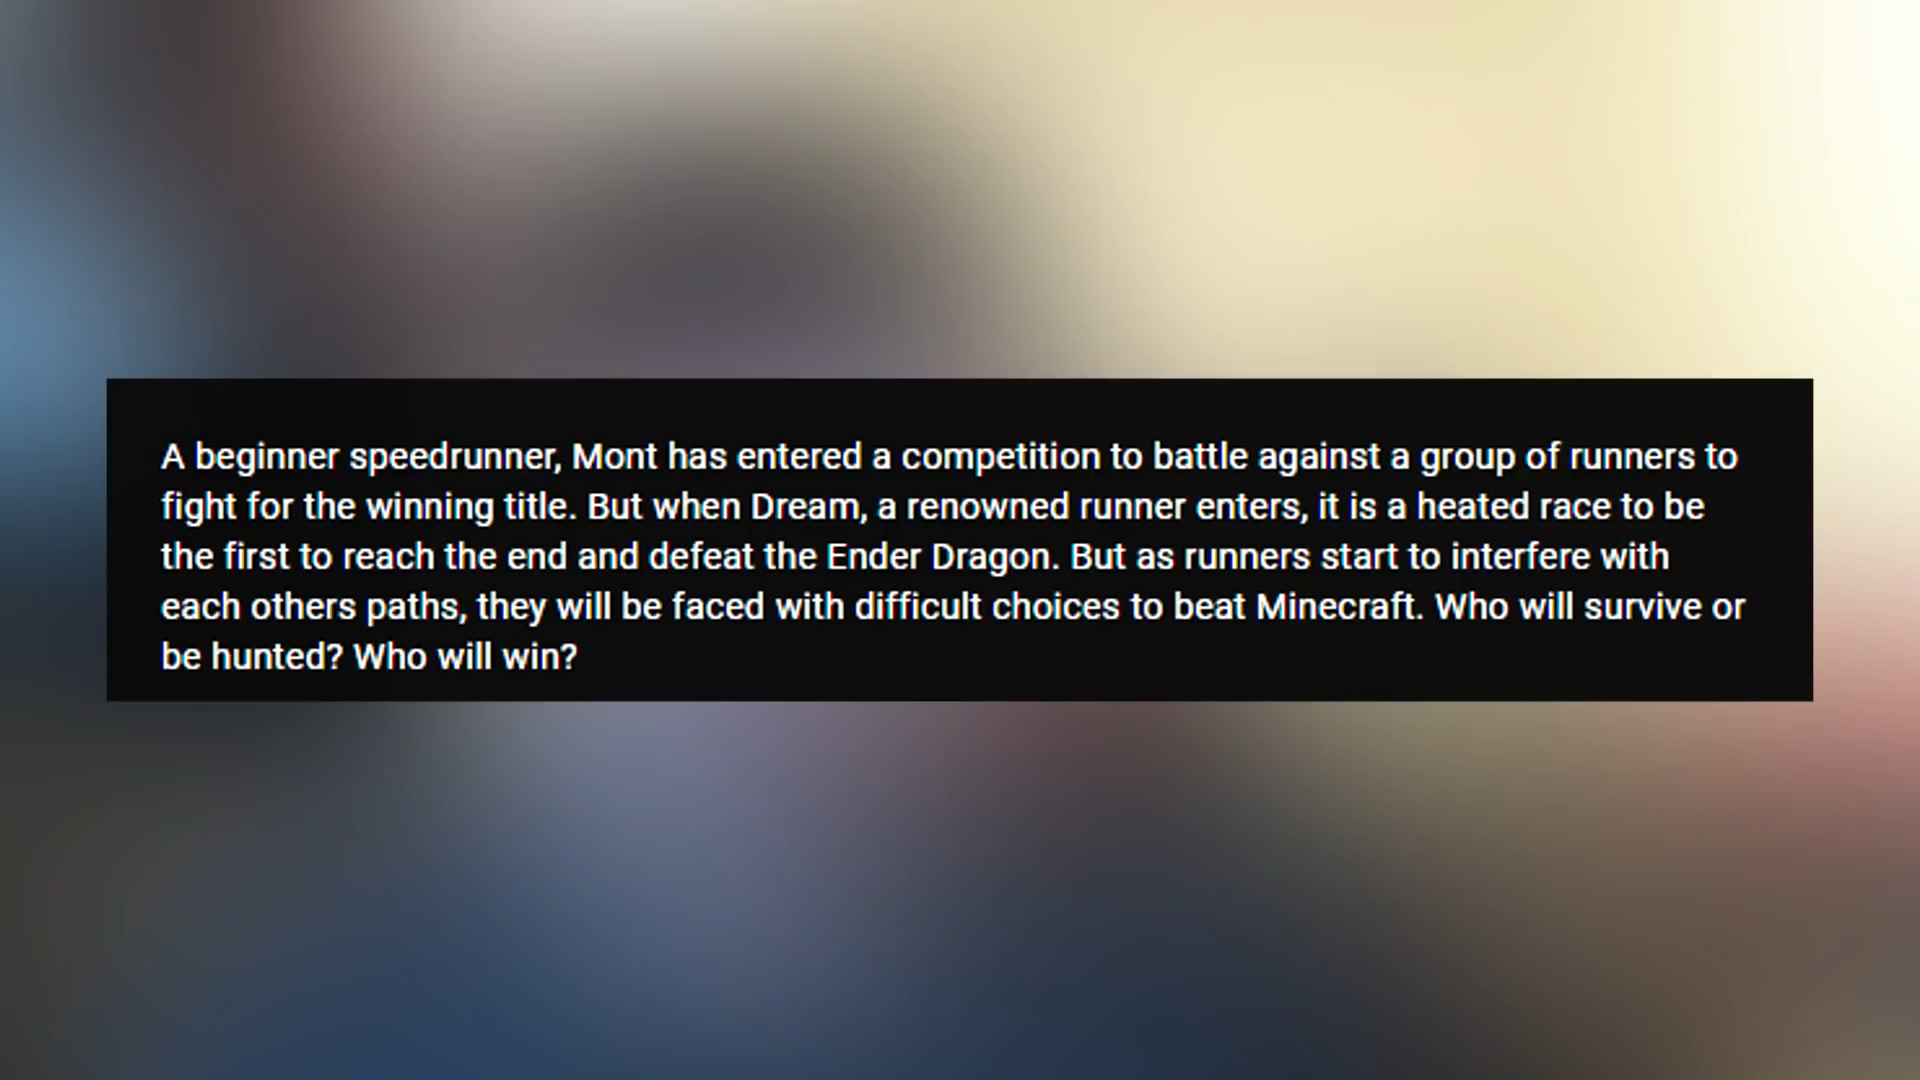 A beginner speedrunner, Mont has entered a competition to battle against a group of runners to
fight for the winning title. But when Dream, a renowned runner enters, it is a heated race to be
the first to reach the end and defeat the Ender Dragon. But as runners start to interfere with
each others paths, they will be faced with difficult choices to beat Minecraft. Who will survive or
be hunted? Who will win?